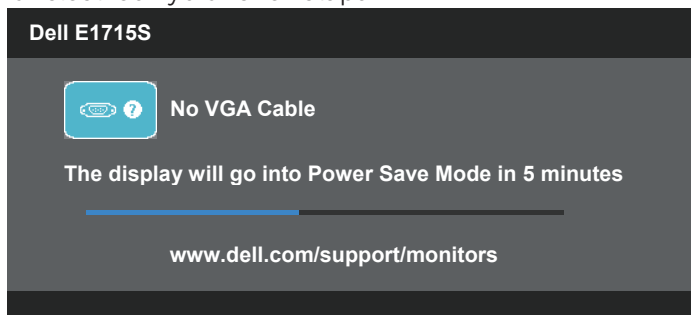 Dell E1715S
?
No VGA Cable
The display will go into Power Save Mode in 5 minutes
www.dell.com/support/monitors